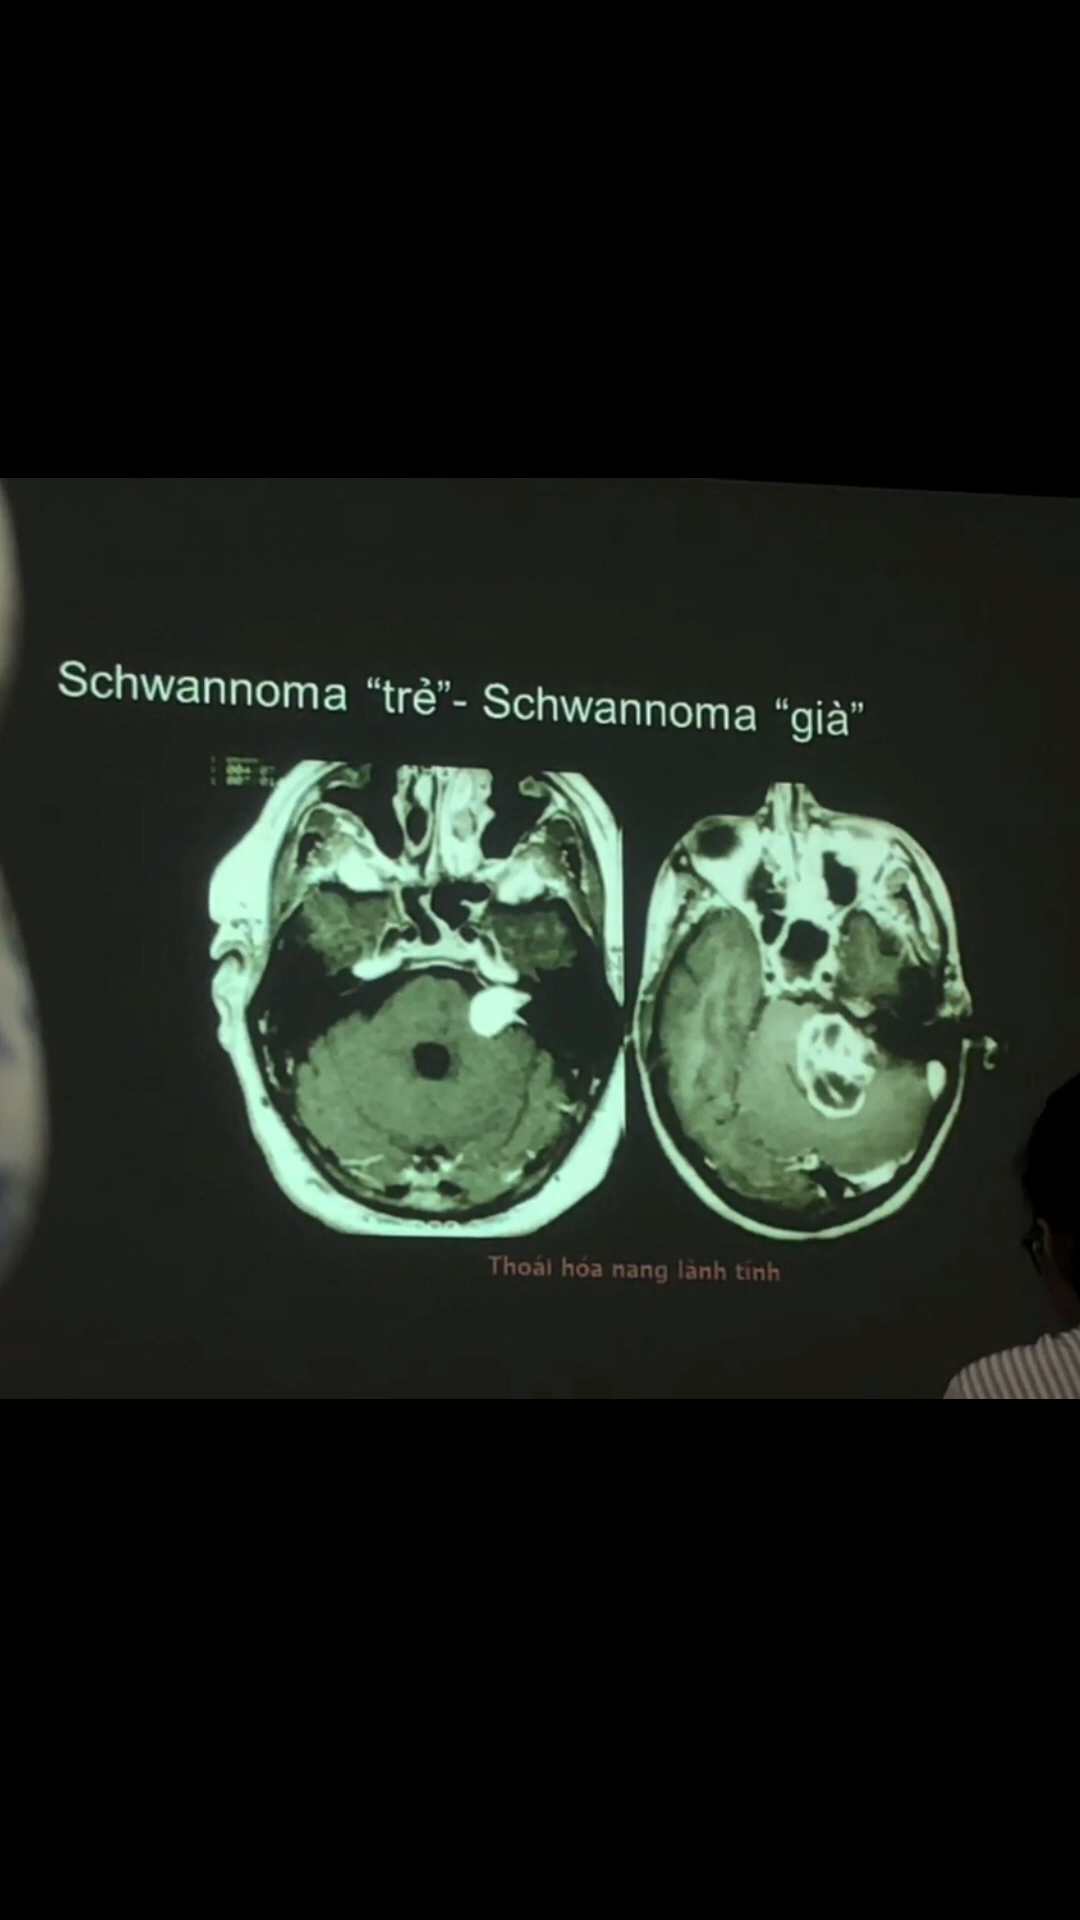 Schwannoma “trẻ”- Schwannoma “già”
Thoái hóa nang lành tính